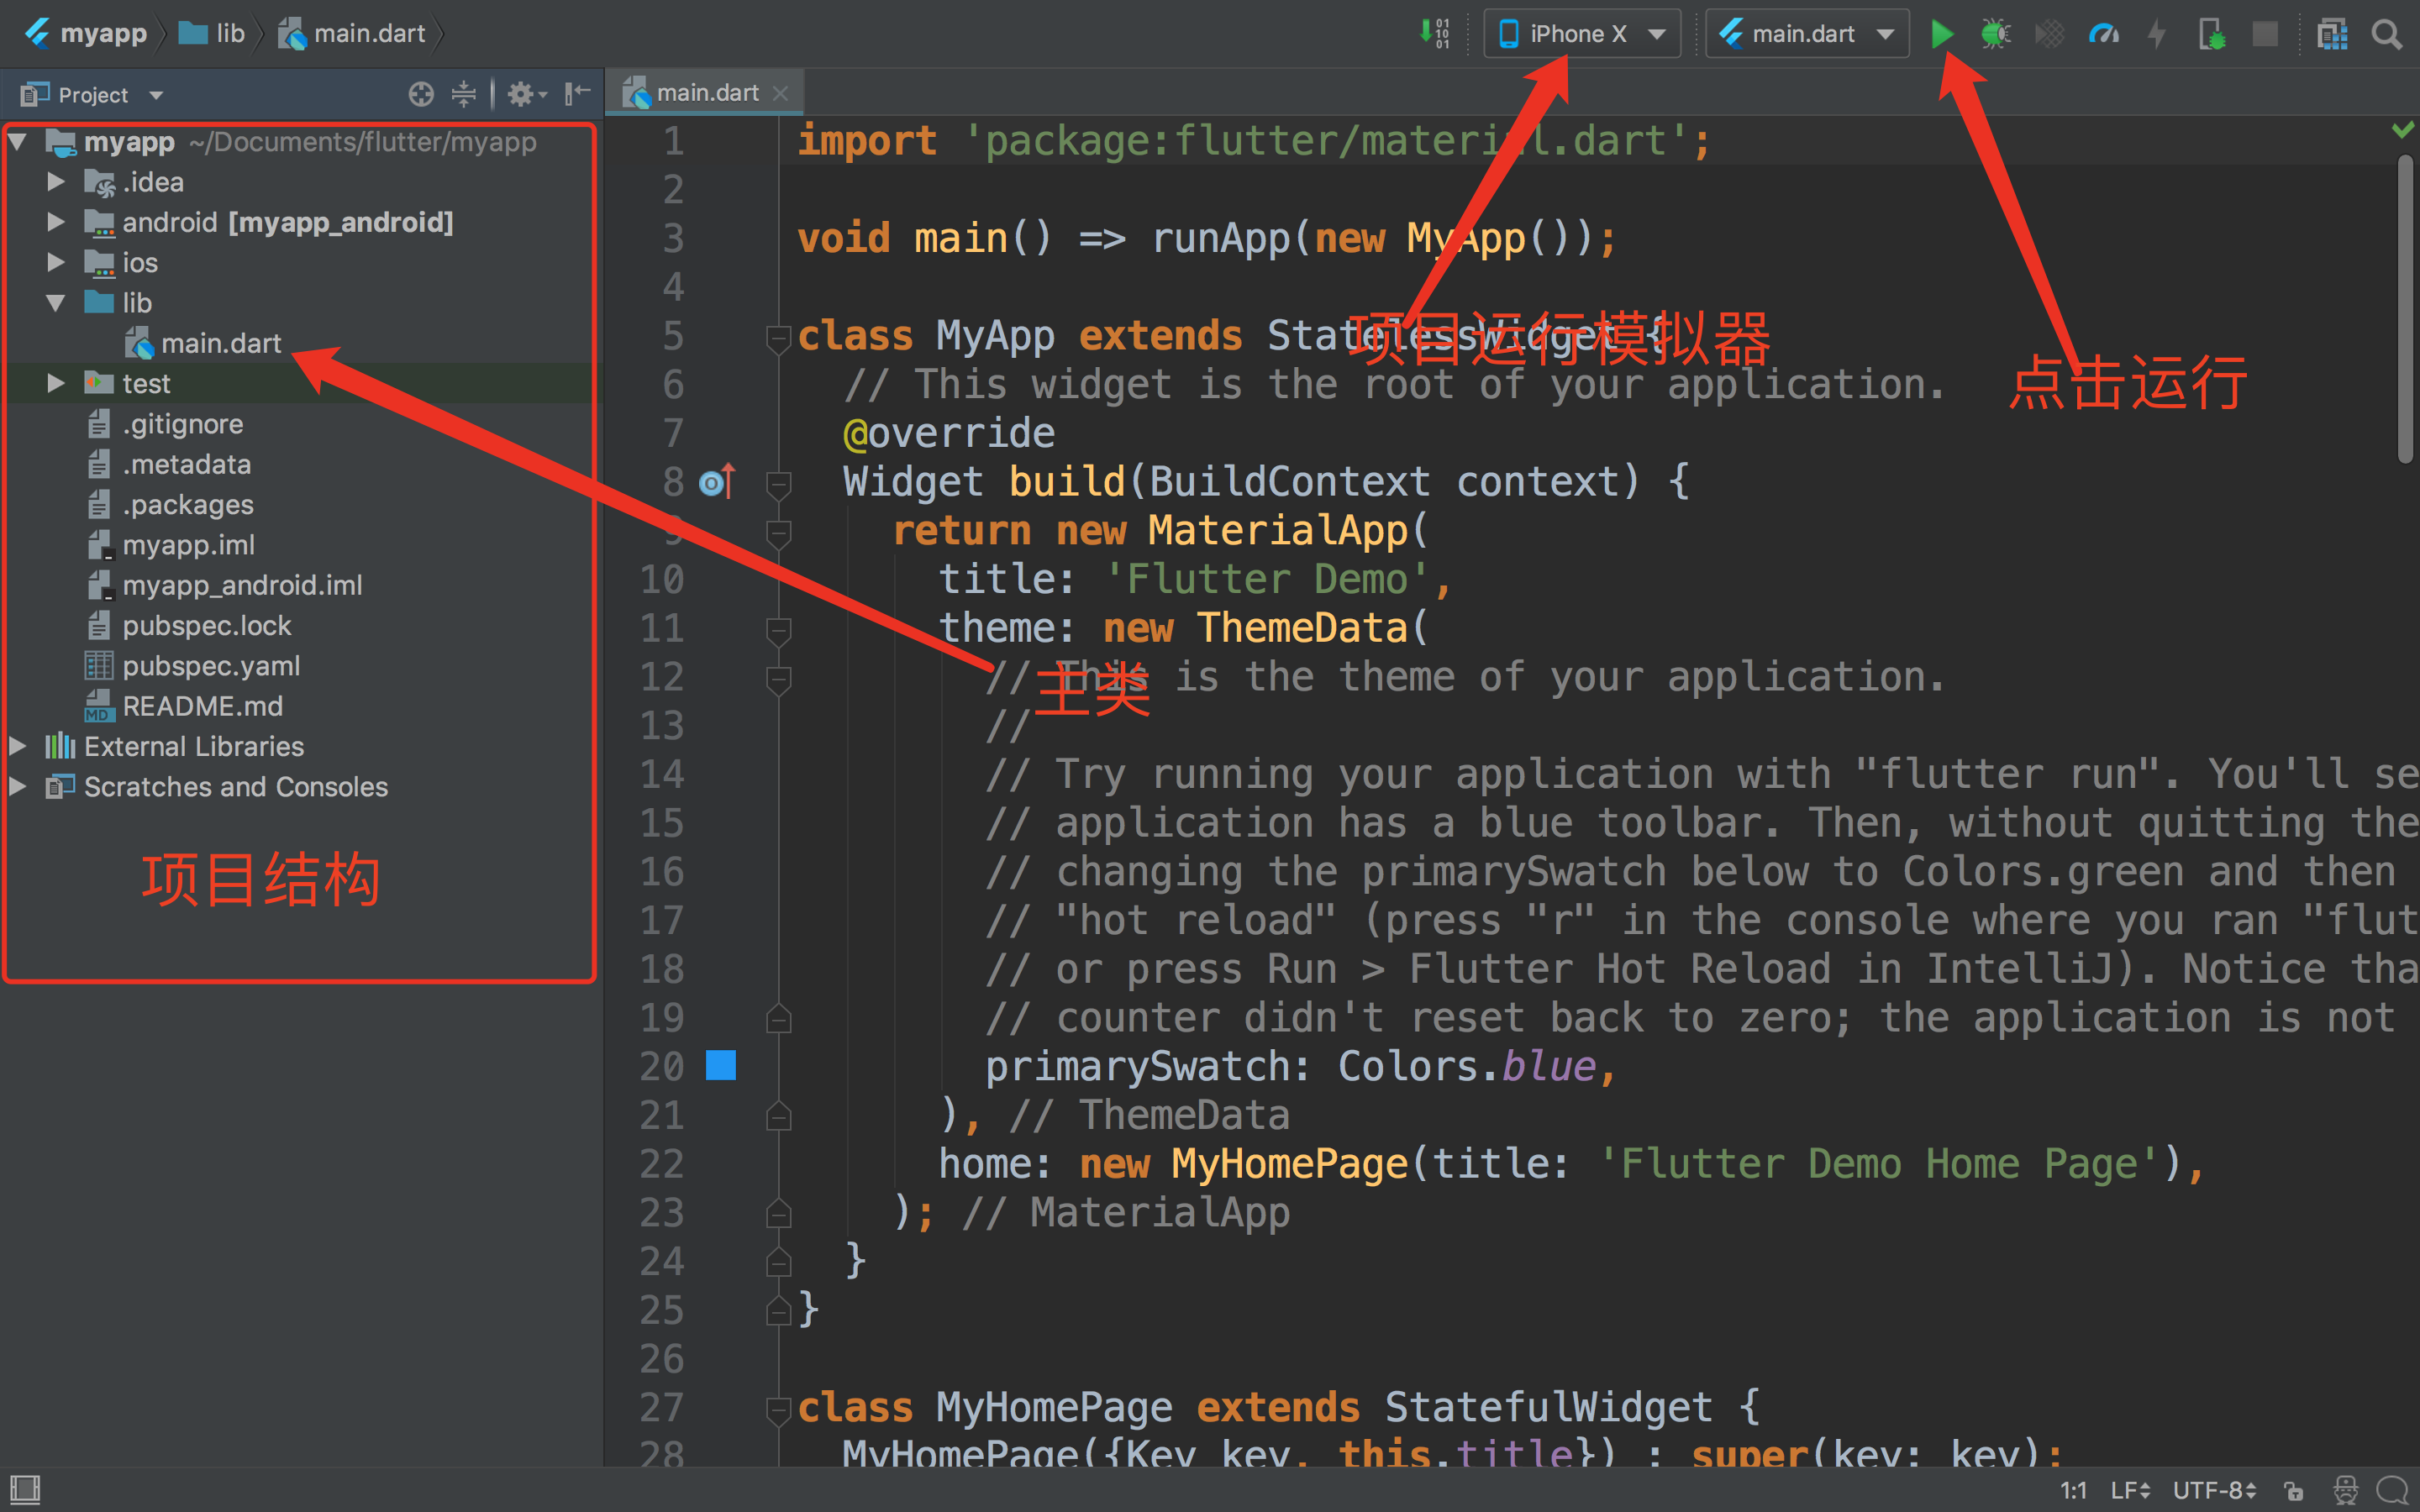 myapp lib main.dart iPhone X main.dart
Project
main.dart
myapp ~/Documents/flutter/myapp
.idea
android [myapp_android]
ios
lib
main.dart
test
.gitignore
.metadata
.packages
myapp.iml
myapp_android.iml
pubspec.lock
pubspec.yaml
README.md
External Libraries
Scratches and Consoles
项目结构
1 import 'package:flutter/material.dart';
2
3 void main() => runApp(new MyApp());
4
5 class MyApp extends StatelessWidget {
项目运行模拟器
点击运行
6 // This widget is the root of your application.
7 @override
8 Widget build(BuildContext context) {
9 return new MaterialApp(
10 title: 'Flutter Demo',
11 theme: new ThemeData(
12 // This is the theme of your application.
主类
13 //
14 // Try running your application with "flutter run". You'll se
15 // application has a blue toolbar. Then, without quitting the
16 // changing the primarySwatch below to Colors.green and then
17 // "hot reload" (press "r" in the console where you ran "flut
18 // or press Run > Flutter Hot Reload in IntelliJ). Notice tha
19 // counter didn't reset back to zero; the application is not
20 primarySwatch: Colors.blue,
21 ), // ThemeData
22 home: new MyHomePage(title: 'Flutter Demo Home Page'),
23 ); // MaterialApp
24 }
25 }
26
27 class MyHomePage extends StatefulWidget {
28 MyHomePage({Key key, this.title}) : super(key: key);
1:1 LF UTF-8